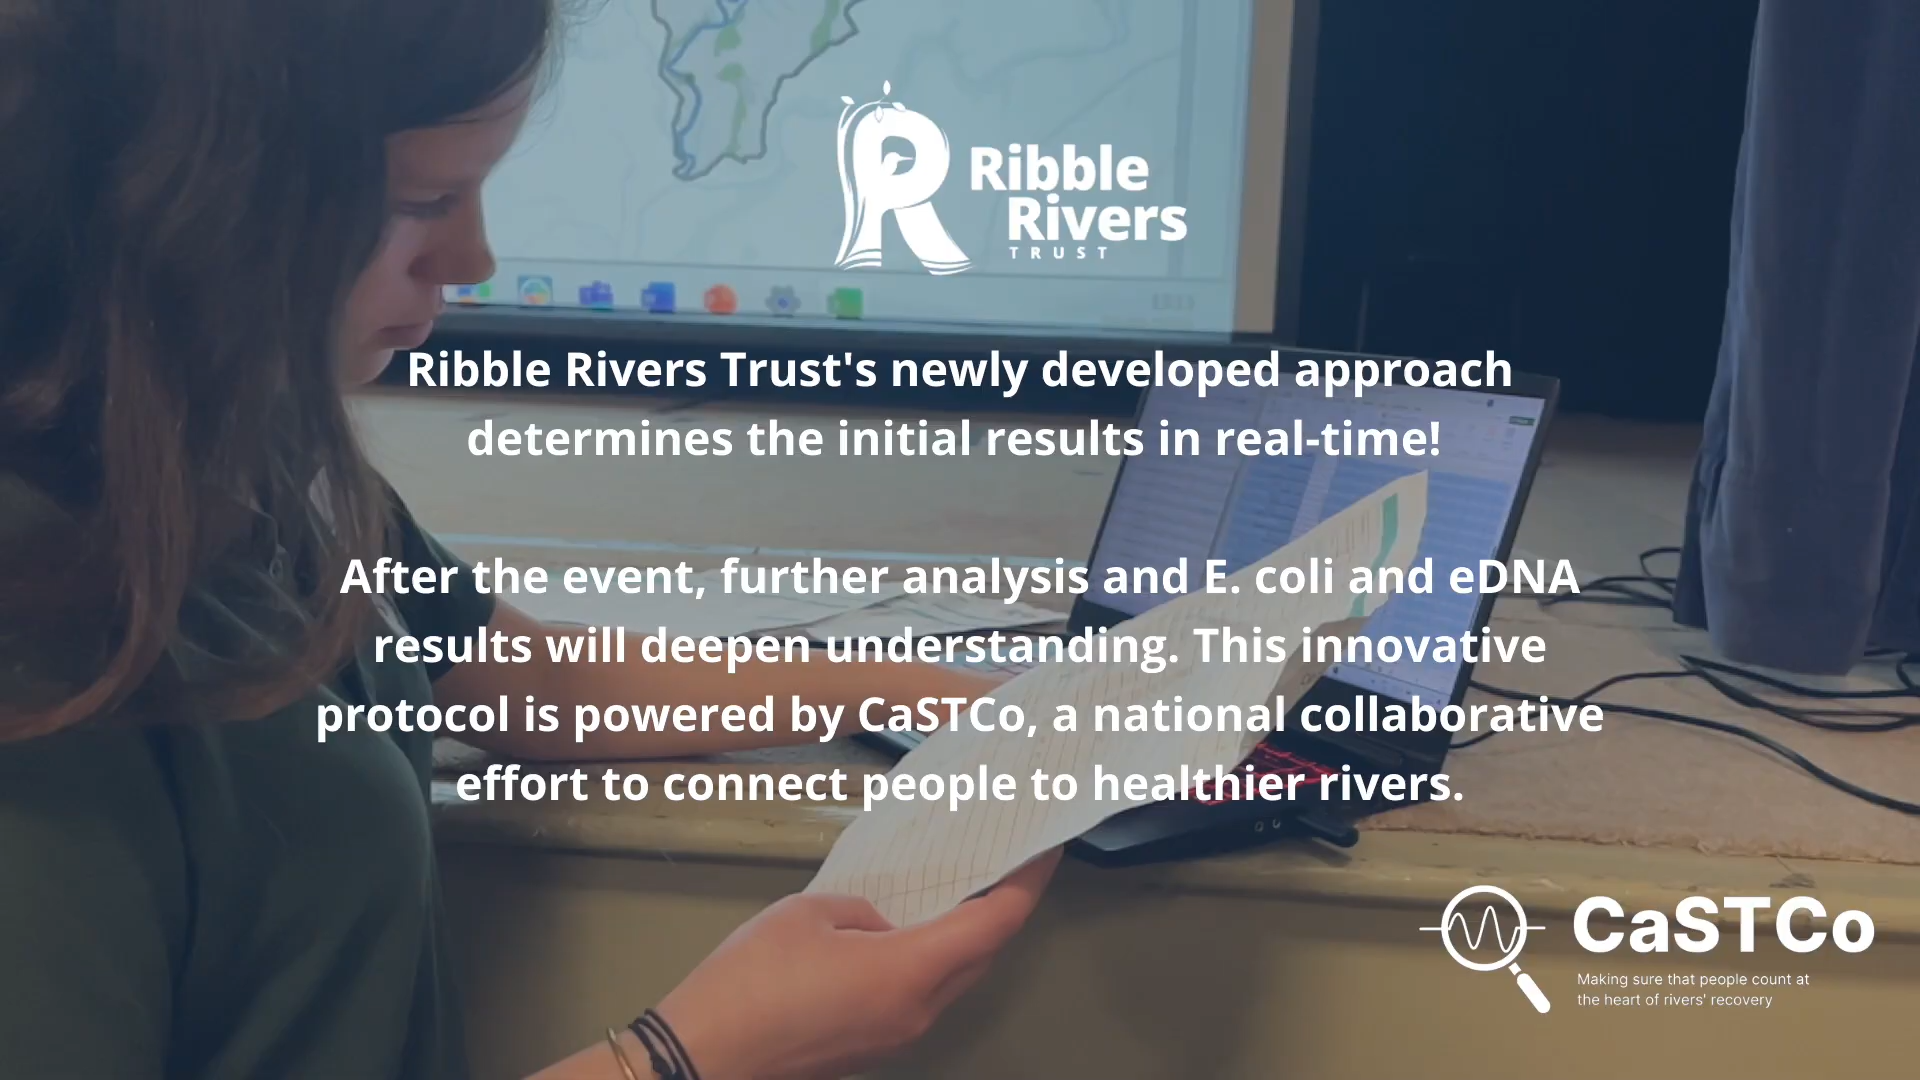 Ribble
Rivers
TRUST
Ribble Rivers Trust's newly developed approach
determines the initial results in real-time!
After the event, further analysis and E. coli and eDNA
results will deepen understanding. This innovative
protocol is powered by CaSTCo, a national collaborative
effort to connect people to healthier rivers.
CaSTCo
Making sure that people count at
the heart of rivers' recovery